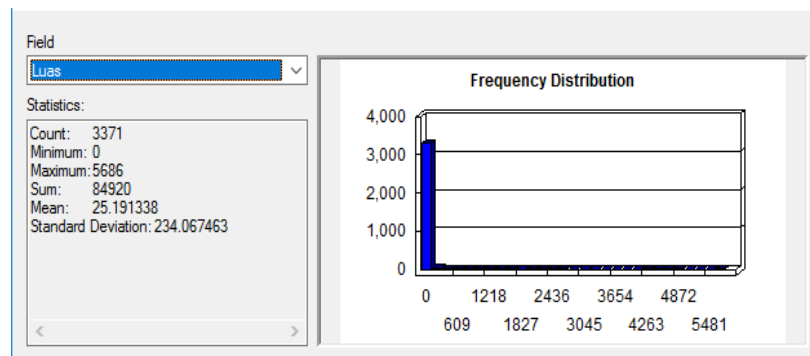 Field
Luas
Statistics:
Count: 3371
Minimum: 0
Maximum: 5686
Sum: 84920
Mean: 25.191338
Standard Deviation: 234.067463
Frequency Distribution
4,000
3,000
2,000
1,000
0
0 1218 2436 3654 4872
609 1827 3045 4263 5481